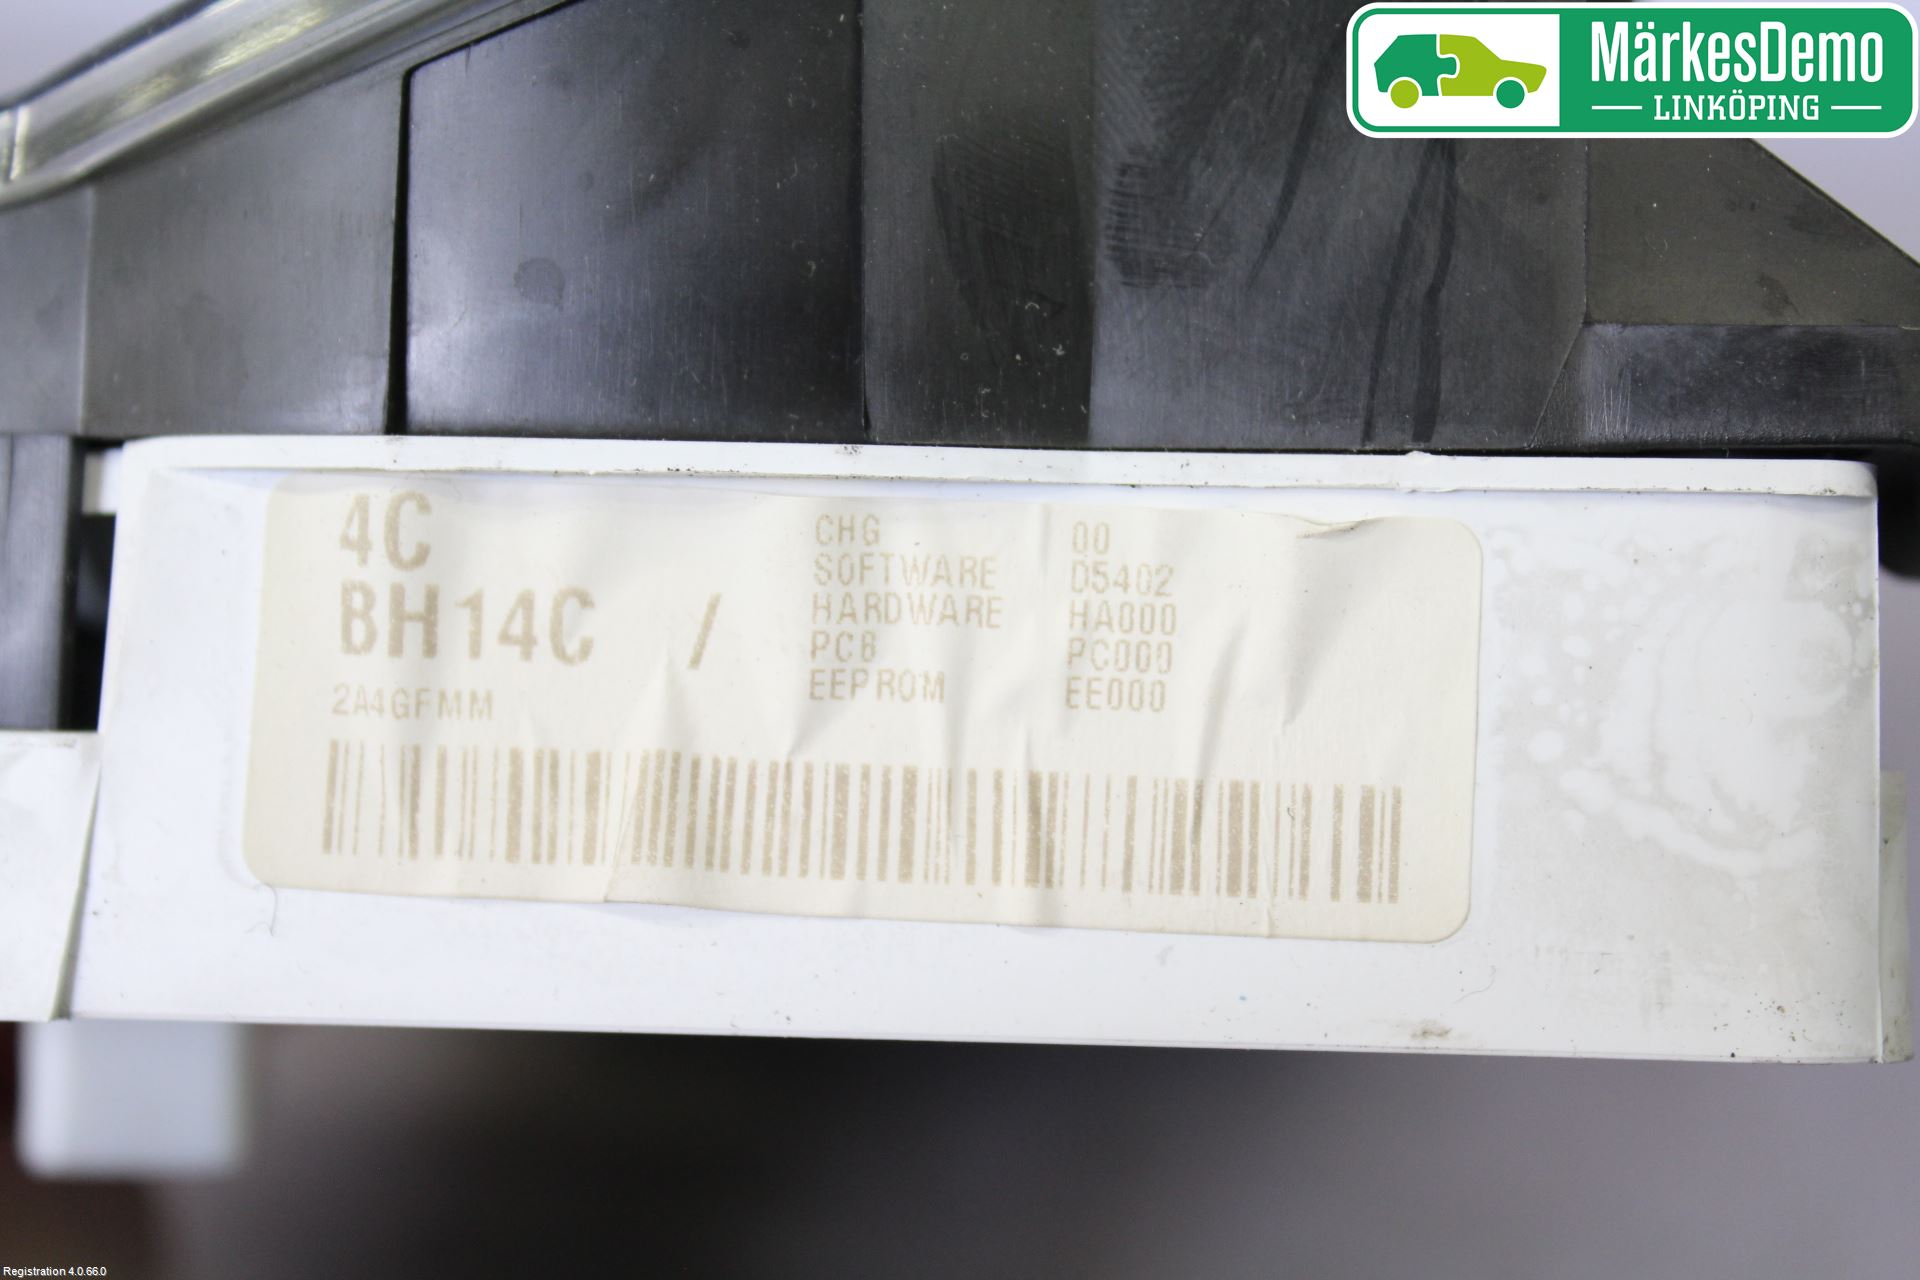 MärkesDemo
LINKÖPING
4C
BH14C /
2A4GFMM
CHG 00
SOFTWARE D5402
HARDWARE HA000
PCB PC000
EEPROM EE000
Registration 4.0.66.0